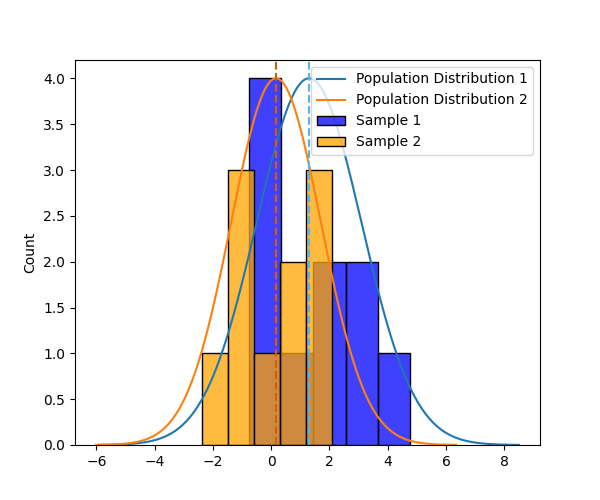 Population Distribution 1
Population Distribution 2
Sample 1
Sample 2
4.0
3.5
3.0
2.5
2.0
1.5
1.0
0.5
0.0
Count
−6 −4 −2 0 2 4 6 8